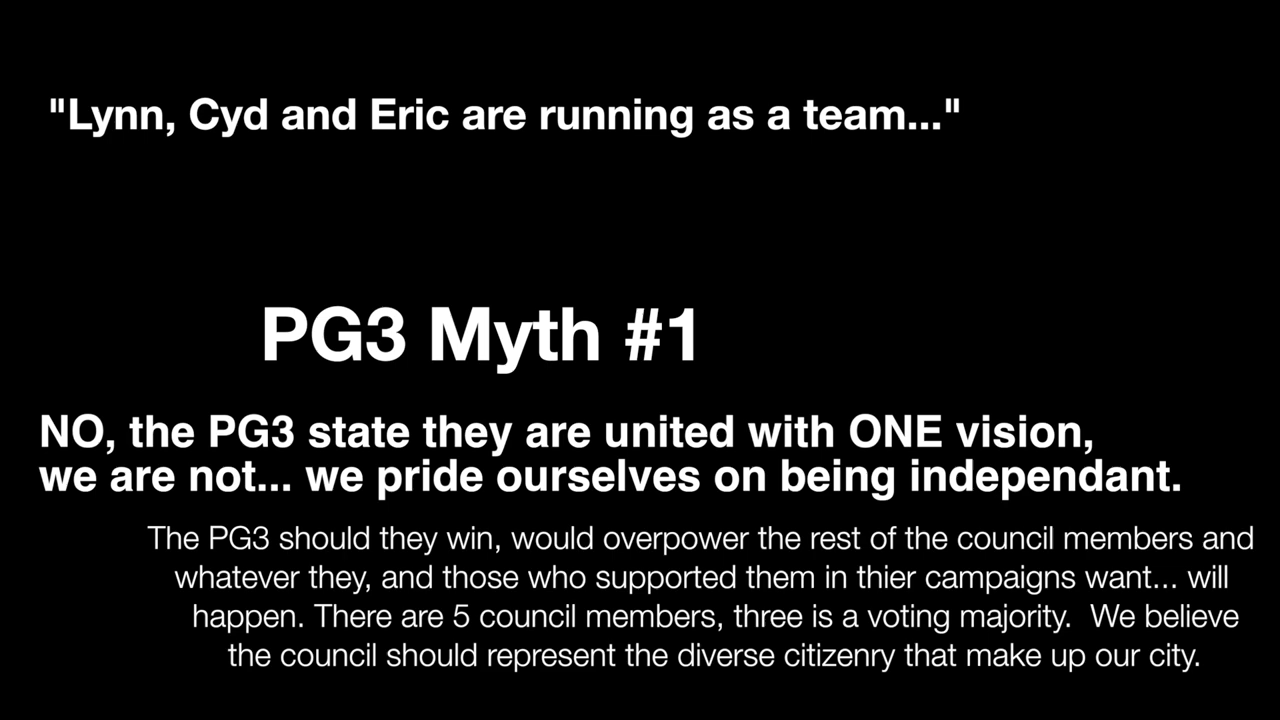 "Lynn, Cyd and Eric are running as a team..."
PG3 Myth #1
NO, the PG3 state they are united with ONE vision,
we are not... we pride ourselves on being independant.
The PG3 should they win, would overpower the rest of the council members and
whatever they, and those who supported them in thier campaigns want... will
happen. There are 5 council members, three is a voting majority.  We believe
the council should represent the diverse citizenry that make up our city.